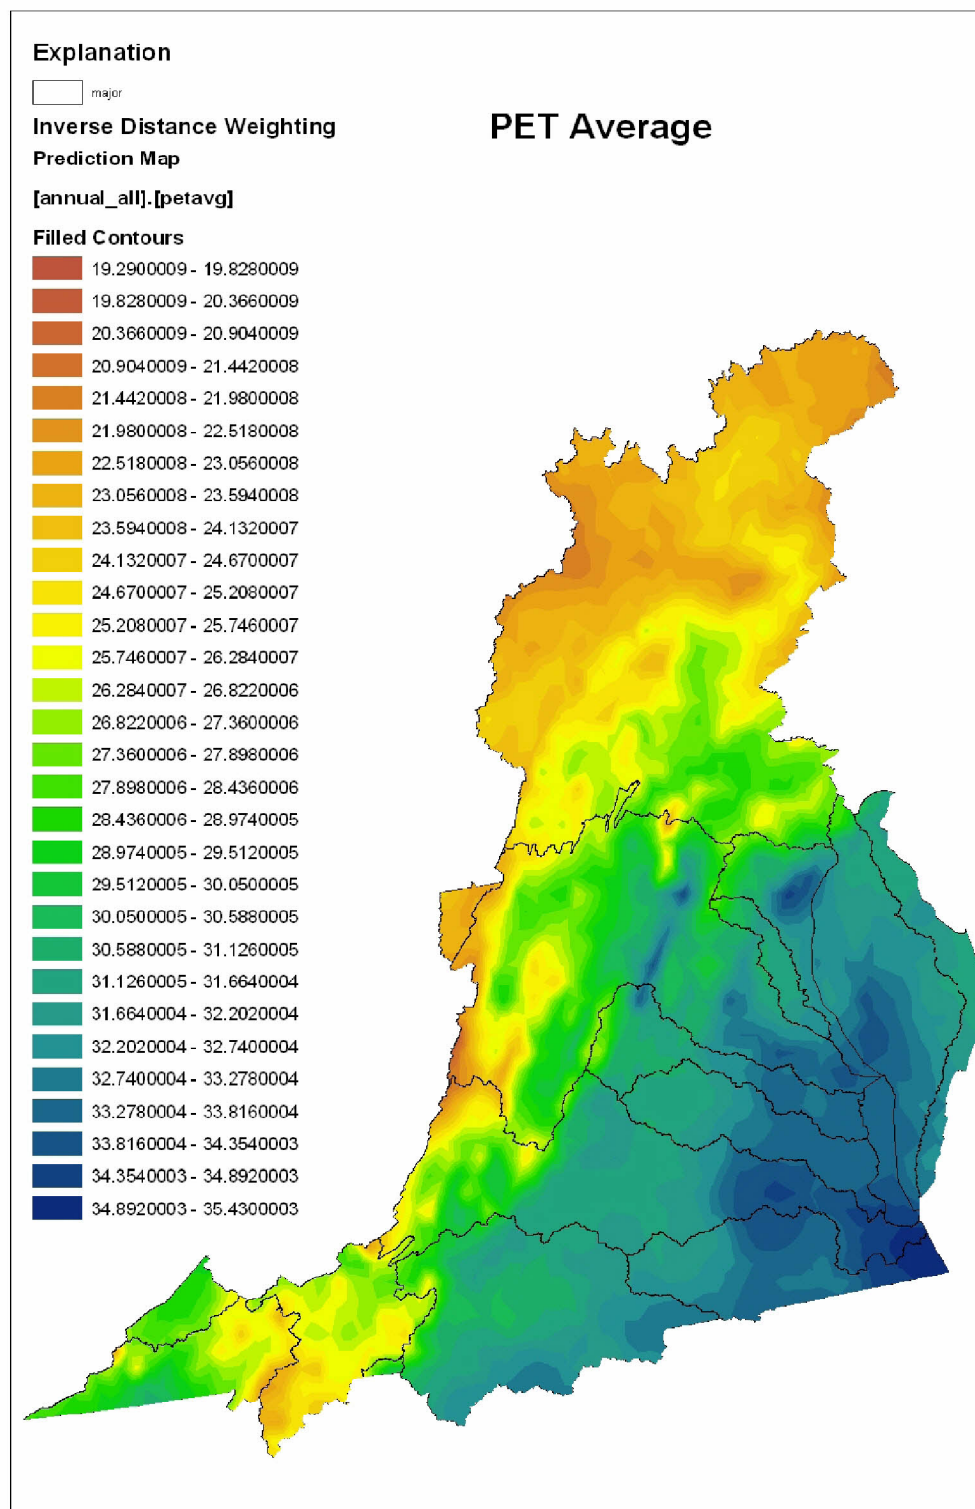 Explanation
major
Inverse Distance Weighting
PET Average
Prediction Map
[annual_all].[petavg]
Filled Contours
19.2900009 - 19.8280009
19.8280009 - 20.3660009
20.3660009 - 20.9040009
20.9040009 - 21.4420008
21.4420008 - 21.9800008
21.9800008 - 22.5180008
22.5180008 - 23.0560008
23.0560008 - 23.5940008
23.5940008 - 24.1320007
24.1320007 - 24.6700007
24.6700007 - 25.2080007
25.2080007 - 25.7460007
25.7460007 - 26.2840007
26.2840007 - 26.8220006
26.8220006 - 27.3600006
27.3600006 - 27.8980006
27.8980006 - 28.4360006
28.4360006 - 28.9740005
28.9740005 - 29.5120005
29.5120005 - 30.0500005
30.0500005 - 30.5880005
30.5880005 - 31.1260005
31.1260005 - 31.6640004
31.6640004 - 32.2020004
32.2020004 - 32.7400004
32.7400004 - 33.2780004
33.2780004 - 33.8160004
33.8160004 - 34.3540003
34.3540003 - 34.8920003
34.8920003 - 35.4300003